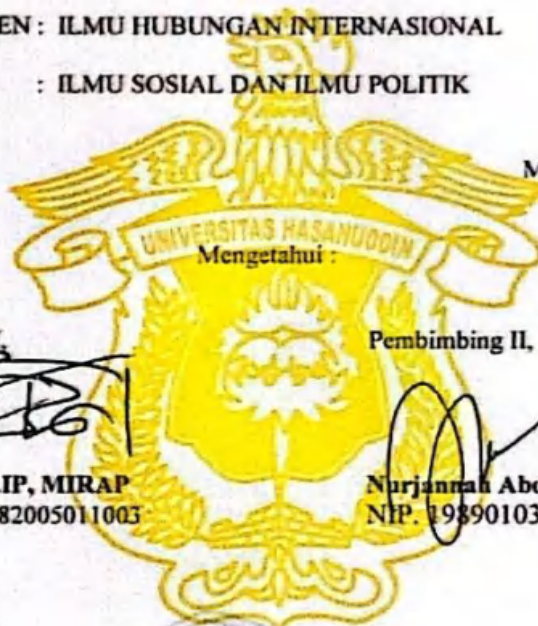 EN : ILMU HUBUNGAN INTERNASIONAL
: ILMU SOSIAL DAN ILMU POLITIK
M
UNIVERSITAS HASANUDDIN
Mengetahui :
Pembimbing II,
.IP, MIRAP
82005011003
Nurjannah Abd
NIP. 19890103